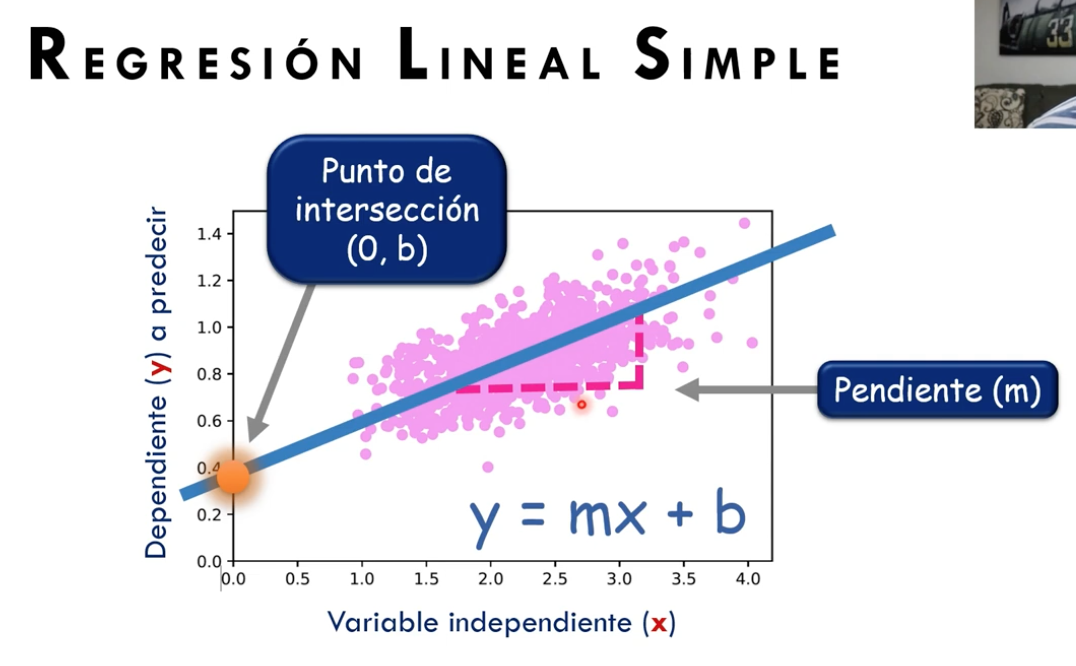 REGRESIÓN LINEAL SIMPLE
33
Punto de
intersección
(0, b)
Dependiente (y) a predecir
1.4
1.2
1.0
0.8
0.6
0.4
0.2
0.0
Pendiente (m)
y = mx + b
0.0 0.5 1.0 1.5 2.0 2.5 3.0 3.5 4.0
Variable independiente (x)